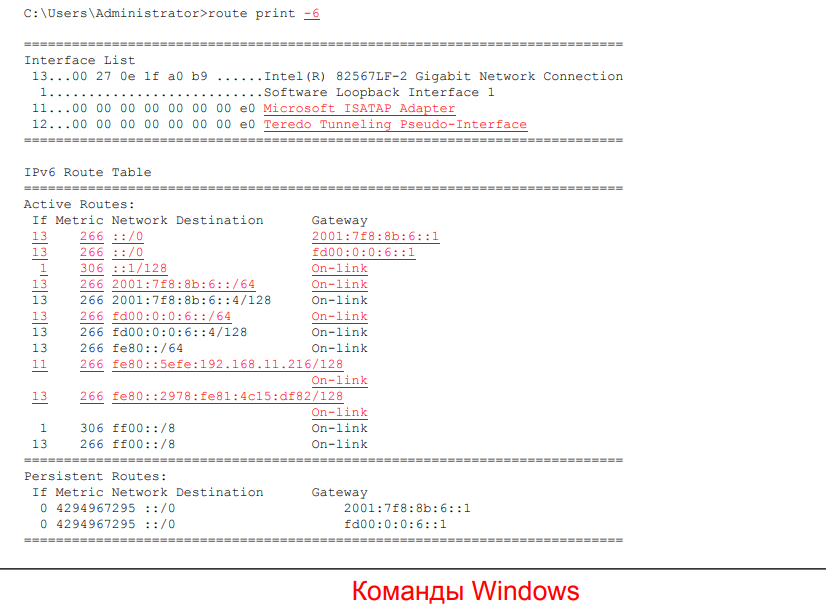 C:\Users\Administrator>route print -6
===========================================================================
Interface List
 13...00 27 0e 1f a0 b9 ......Intel(R) 82567LF-2 Gigabit Network Connection
  1...........................Software Loopback Interface 1
 11...00 00 00 00 00 00 00 e0 Microsoft ISATAP Adapter
 12...00 00 00 00 00 00 00 e0 Teredo Tunneling Pseudo-Interface
===========================================================================
IPv6 Route Table
===========================================================================
Active Routes:
 If Metric Network Destination      Gateway
 13    266 ::/0                     2001:7f8:8b:6::1
 13    266 ::/0                     fd00:0:0:6::1
  1    306 ::1/128                  On-link
 13    266 2001:7f8:8b:6::/64       On-link
 13    266 2001:7f8:8b:6::4/128     On-link
 13    266 fd00:0:0:6::/64          On-link
 13    266 fd00:0:0:6::4/128        On-link
 13    266 fe80::/64                On-link
 11    266 fe80::5efe:192.168.11.216/128
                                    On-link
 13    266 fe80::2978:fe81:4c15:df82/128
                                    On-link
  1    306 ff00::/8                 On-link
 13    266 ff00::/8                 On-link
===========================================================================
Persistent Routes:
 If Metric Network Destination      Gateway
  0 4294967295 ::/0                     2001:7f8:8b:6::1
  0 4294967295 ::/0                     fd00:0:0:6::1
===========================================================================
Команды Windows